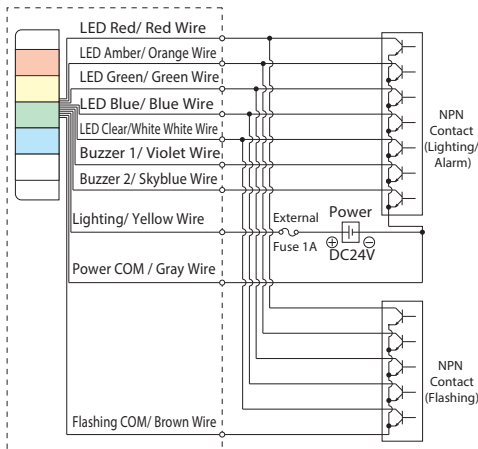 LED Red/ Red Wire
LED Amber/ Orange Wire
LED Green/ Green Wire
LED Blue/ Blue Wire
LED Clear/White White Wire
Buzzer 1/ Violet Wire
Buzzer 2/ Skyblue Wire
Lighting/ Yellow Wire
Power COM / Gray Wire
Flashing COM/ Brown Wire
External
Fuse 1A
Power
+ −
DC24V
NPN
Contact
(Lighting/
Alarm)
NPN
Contact
(Flashing)